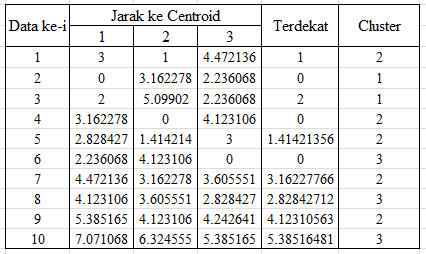 Data ke-i Jarak ke Centroid Terdekat Cluster
1 2 3
1 3 1 4.472136 1 2
2 0 3.162278 2.236068 0 1
3 2 5.09902 2.236068 2 1
4 3.162278 0 4.123106 0 2
5 2.828427 1.414214 3 1.41421356 2
6 2.236068 4.123106 0 0 3
7 4.472136 3.162278 3.605551 3.16227766 2
8 4.123106 3.605551 2.828427 2.82842712 3
9 5.385165 4.123106 4.242641 4.12310563 2
10 7.071068 6.324555 5.385165 5.38516481 3